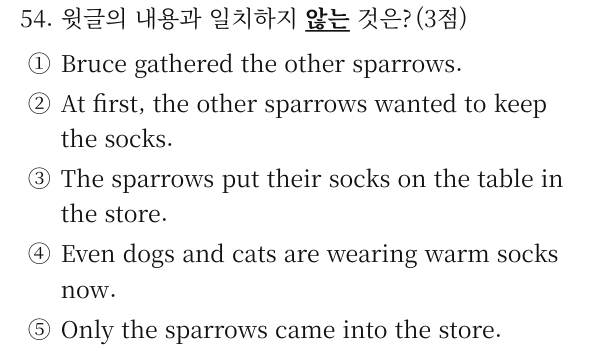 54. 윗글의 내용과 일치하지 않는 것은?(3점)
① Bruce gathered the other sparrows.
② At first, the other sparrows wanted to keep
the socks.
③ The sparrows put their socks on the table in
the store.
④ Even dogs and cats are wearing warm socks
now.
⑤ Only the sparrows came into the store.